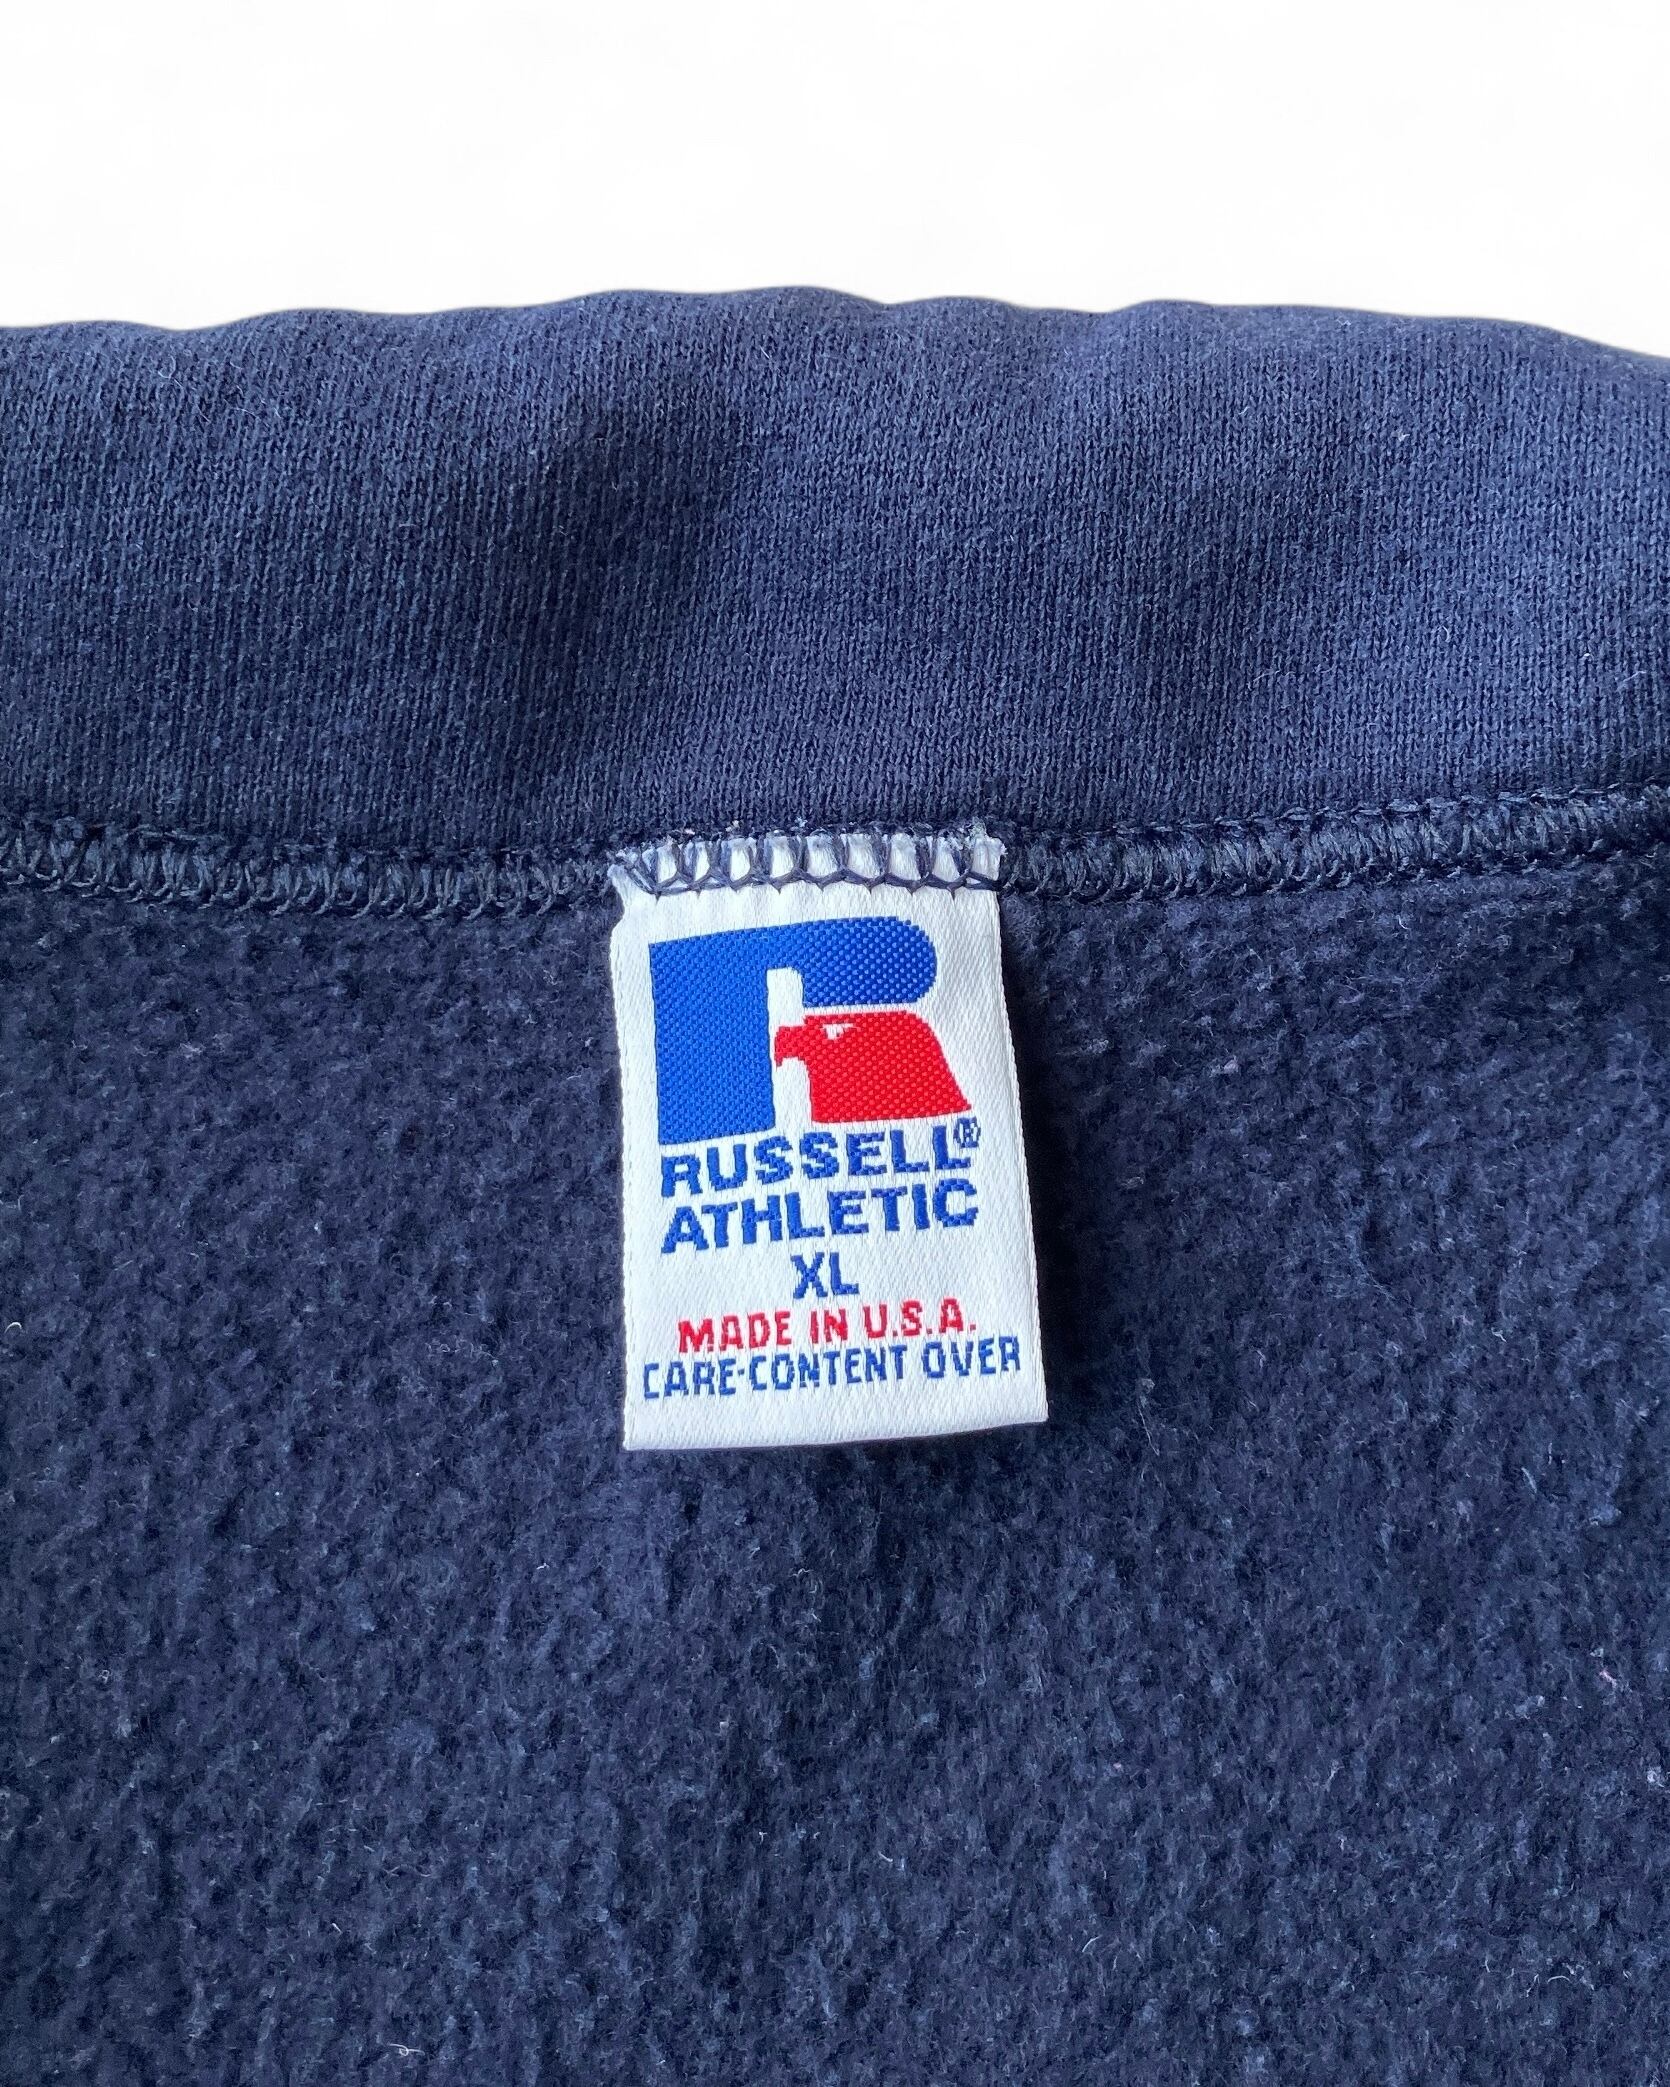 RUSSELL®
ATHLETIC
XL
MADE IN U.S.A.
CARE-CONTENT OVER